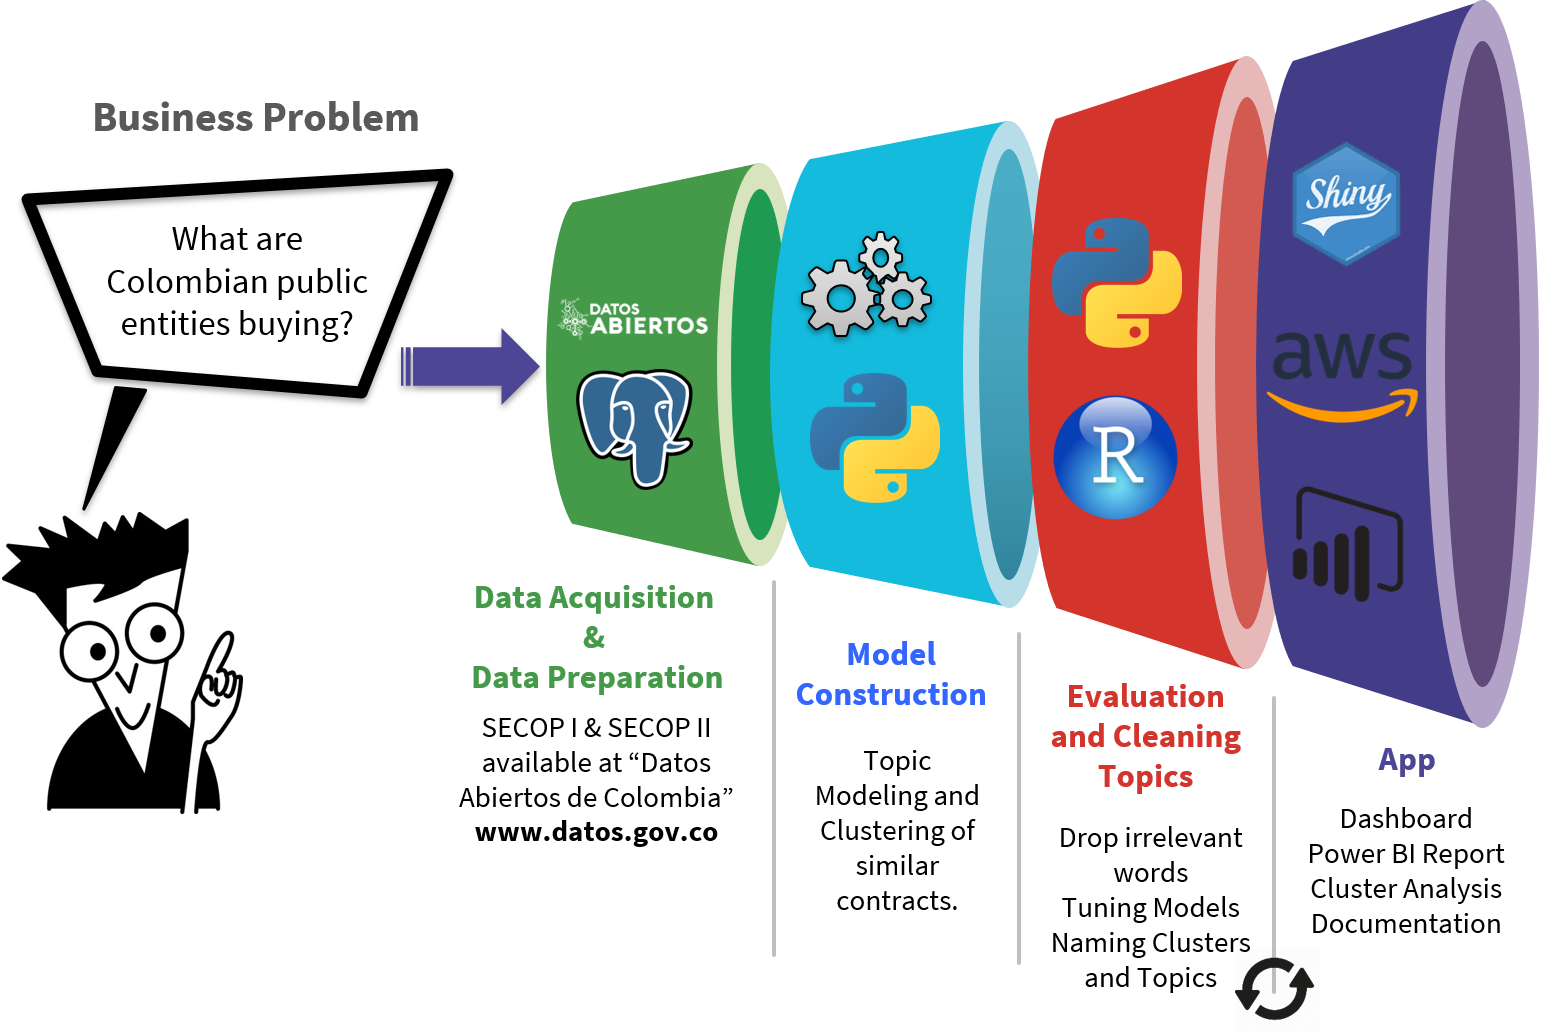 Business Problem
What are
Colombian public
entities buying?
DATOS
ABIERTOS
Shiny
aws
R
Data Acquisition
&
Data Preparation
SECOP I & SECOP II
available at “Datos
Abiertos de Colombia”
www.datos.gov.co
Model
Construction
Topic
Modeling and
Clustering of
similar
contracts.
Evaluation
and Cleaning
Topics
Drop irrelevant
words
Tuning Models
Naming Clusters
and Topics
App
Dashboard
Power BI Report
Cluster Analysis
Documentation